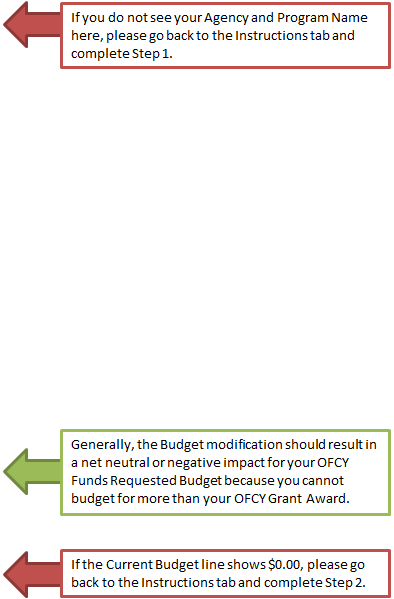 If you do not see your Agency and Program Name
here, please go back to the Instructions tab and
complete Step 1.
Generally, the Budget modification should result in
a net neutral or negative impact for your OFCY
Funds Requested Budget because you cannot
budget for more than your OFCY Grant Award.
If the Current Budget line shows $0.00, please go
back to the Instructions tab and complete Step 2.